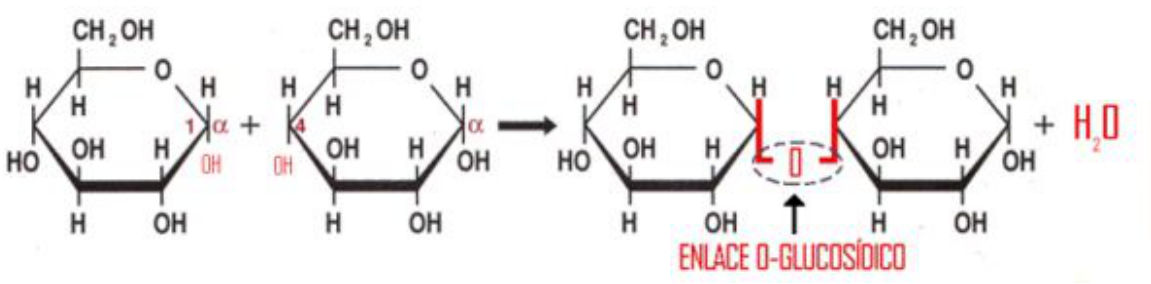 CH2OH CH2OH CH2OH CH2OH
O O O O
H H H H H H H H
H H H H
1 α + 4 α + H2O
HO OH H OH OH OH H OH HO OH H O OH H OH
H OH H OH H OH H OH
ENLACE O-GLUCOSÍDICO